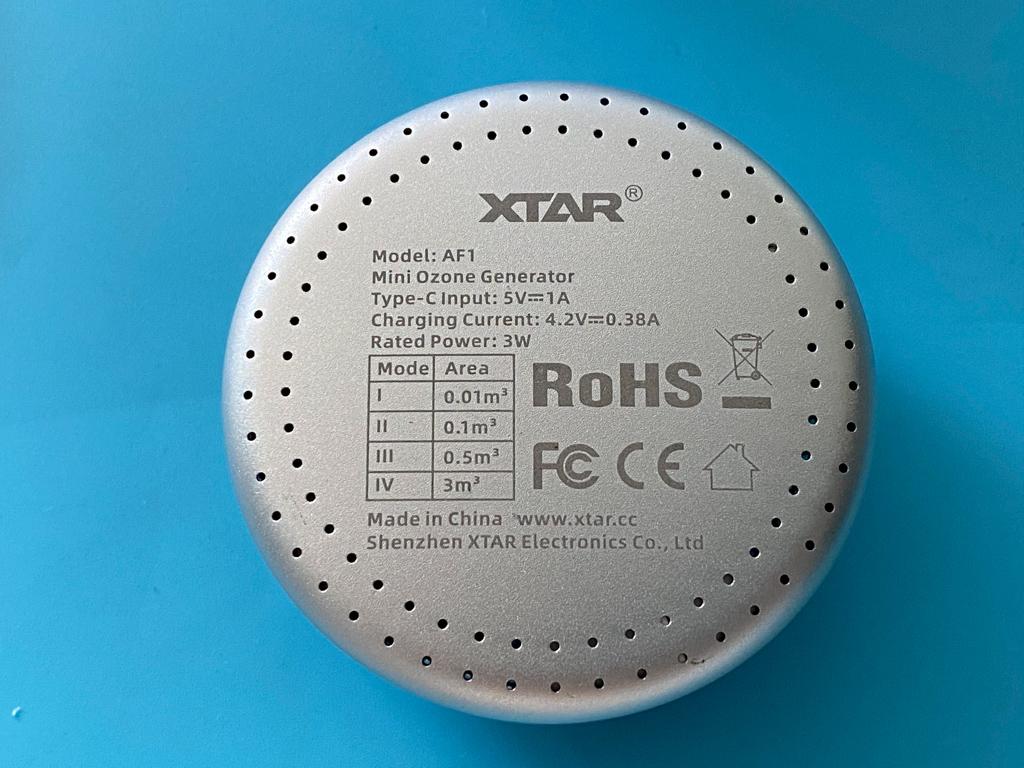 XTAR®
Model: AF1
Mini Ozone Generator
Type-C Input: 5V⎓1A
Charging Current: 4.2V⎓0.38A
Rated Power: 3W
Mode Area
I 0.01m³
II 0.1m³
III 0.5m³
IV 3m³
RoHS
FC CE
Made in China www.xtar.cc
Shenzhen XTAR Electronics Co., Ltd